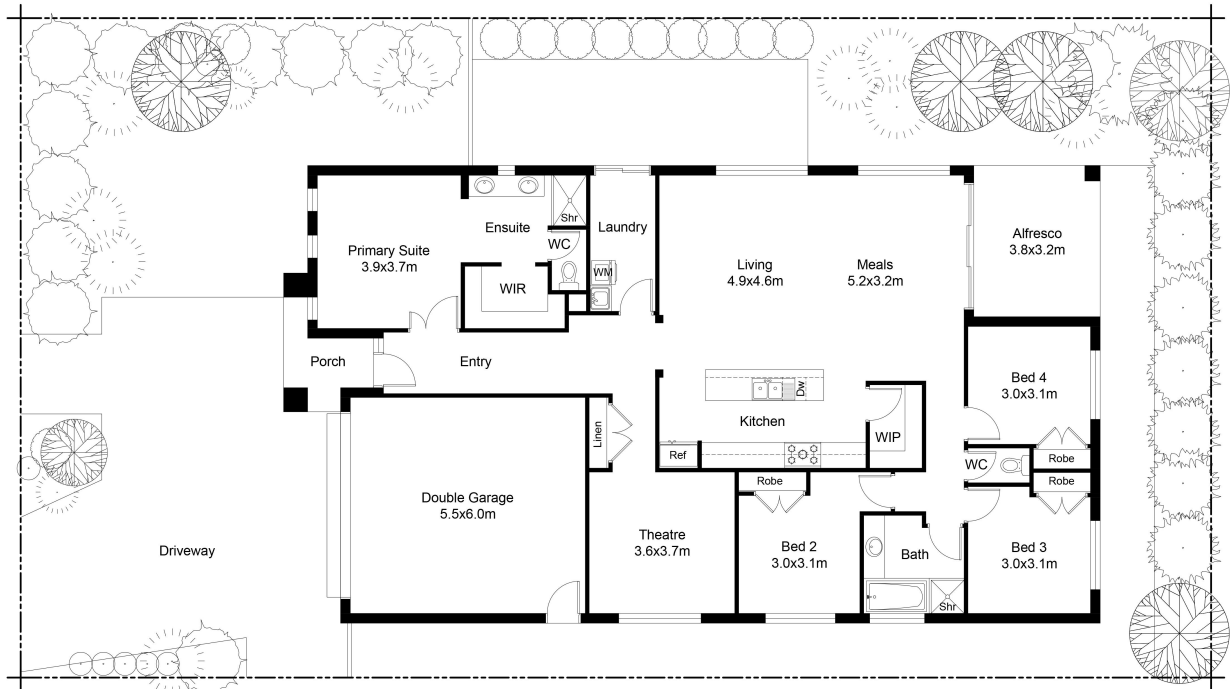 Shr
Ensuite
Laundry
Primary Suite
3.9x3.7m
WC
Alfresco
3.8x3.2m
Living
4.9x4.6m
Meals
5.2x3.2m
WM
WIR
Porch
Entry
Bed 4
3.0x3.1m
Dw
Kitchen
Linen
WIP
Ref
Robe
WC
Robe
Robe
Double Garage
5.5x6.0m
Theatre
3.6x3.7m
Bed 2
3.0x3.1m
Bath
Bed 3
3.0x3.1m
Driveway
Shr